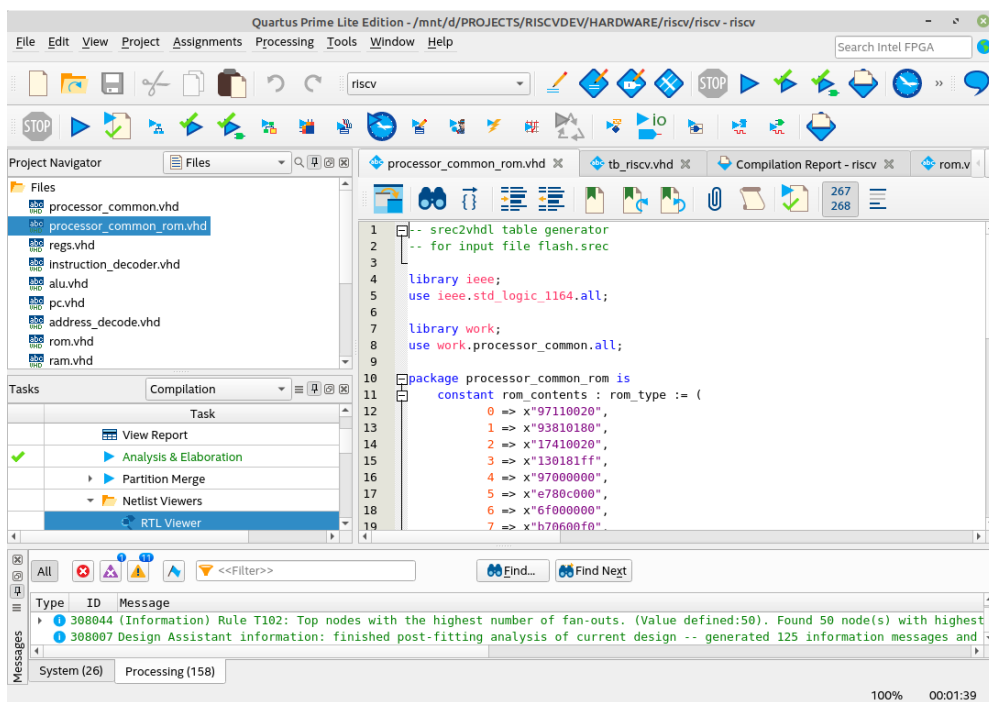 Quartus Prime Lite Edition - /mnt/d/PROJECTS/RISCVDEV/HARDWARE/riscv/riscv - riscv
File Edit View Project Assignments Processing Tools Window Help
Search Intel FPGA
riscv
STOP
»
STOP
io
Project Navigator
Files
processor_common_rom.vhd
tb_riscv.vhd
Compilation Report - riscv
rom.v
Files
processor_common.vhd
processor_common_rom.vhd
regs.vhd
instruction_decoder.vhd
alu.vhd
pc.vhd
address_decode.vhd
rom.vhd
ram.vhd
267
268
1 -- srec2vhdl table generator
2 -- for input file flash.srec
3
4 library ieee;
5 use ieee.std_logic_1164.all;
6
7 library work;
8 use work.processor_common.all;
9
10 package processor_common_rom is
11 constant rom_contents : rom_type := (
12 0 => x"97110020",
13 1 => x"93810180",
14 2 => x"17410020",
15 3 => x"130181ff",
16 4 => x"97000000",
17 5 => x"e780c000",
18 6 => x"6f000000",
19 7 => x"b70600f0",
Tasks
Compilation
Task
View Report
Analysis & Elaboration
Partition Merge
Netlist Viewers
RTL Viewer
All
1
11
<<Filter>>
Find...
Find Next
Type ID Message
308044 (Information) Rule T102: Top nodes with the highest number of fan-outs. (Value defined:50). Found 50 node(s) with highest
308007 Design Assistant information: finished post-fitting analysis of current design -- generated 125 information messages and
Messages
System (26)
Processing (158)
100% 00:01:39